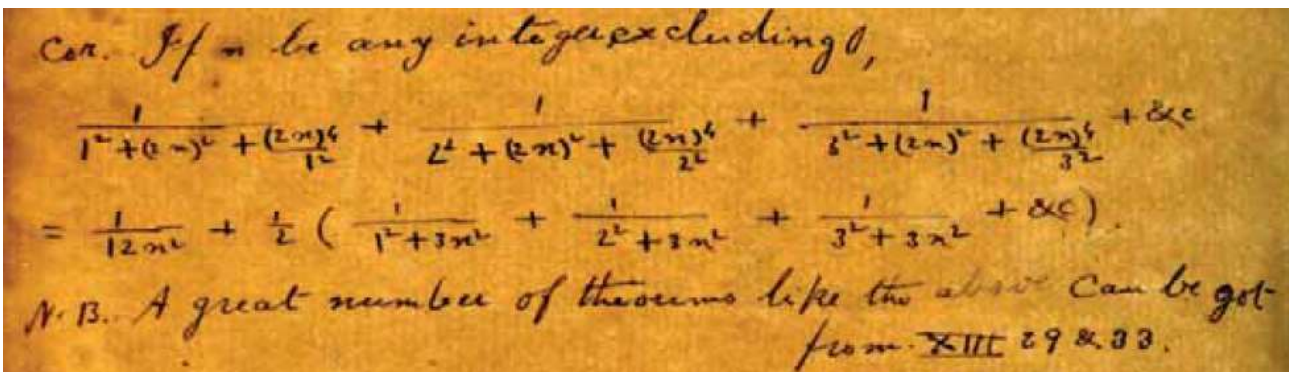 Cor. If n be any integer excluding 0,
1/(1² + (2n)² + (2n)⁴/1²) + 1/(2² + (2n)² + (2n)⁴/2²) + 1/(3² + (2n)² + (2n)⁴/3²) + &c
= 1/(12n²) + 1/2 ( 1/(1² + 3n²) + 1/(2² + 3n²) + 1/(3² + 3n²) + &c ).
N.B. A great number of theorems like the above can be got
from XIII 29 & 33.